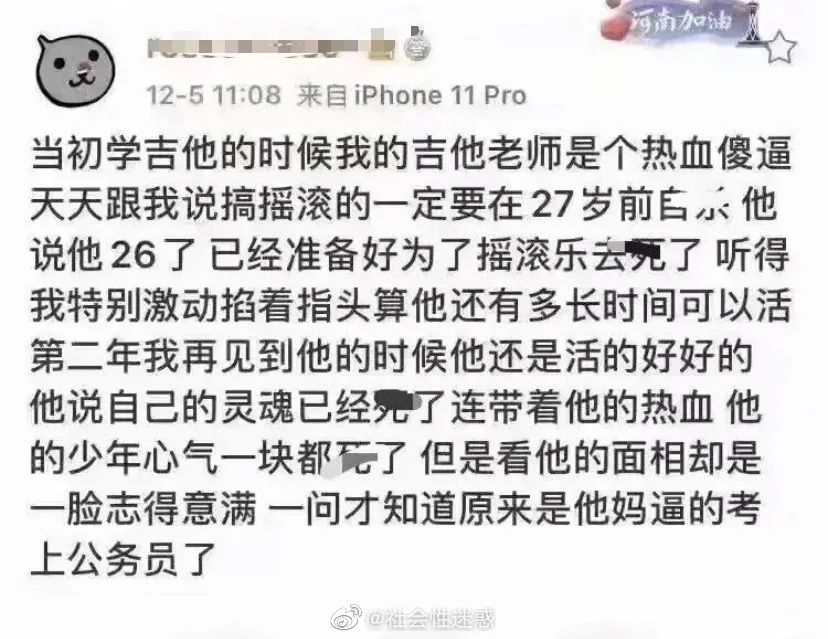 河南加油
12-5 11:08 来自iPhone 11 Pro
当初学吉他的时候我的吉他老师是个热血傻逼
天天跟我说搞摇滚的一定要在27岁前自杀 他
说他26了 已经准备好为了摇滚乐去死了 听得
我特别激动掐着指头算他还有多长时间可以活
第二年我再见到他的时候他还是活的好好的
他说自己的灵魂已经死了连带着他的热血 他
的少年心气一块都死了 但是看他的面相却是
一脸志得意满 一问才知道原来是他妈逼的考
上公务员了
@社会性迷惑